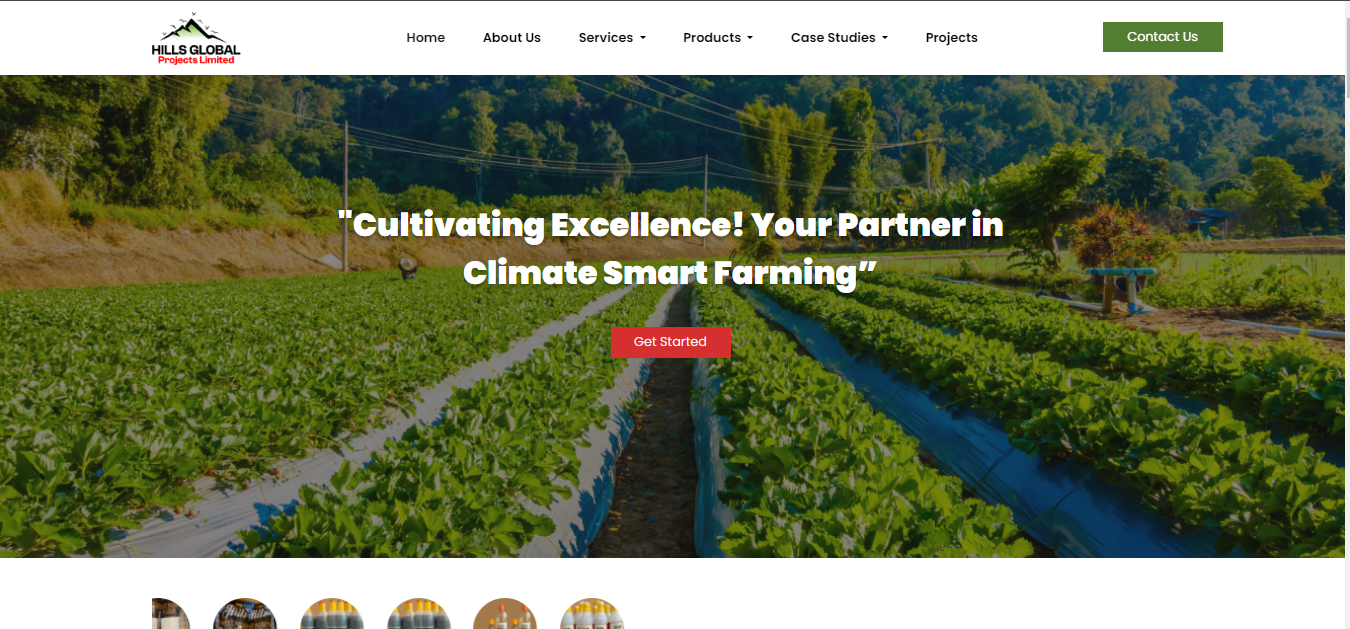 HILLS GLOBAL
Projects Limited
Home About Us Services Products Case Studies Projects Contact Us
"Cultivating Excellence! Your Partner in
Climate Smart Farming”
Get Started